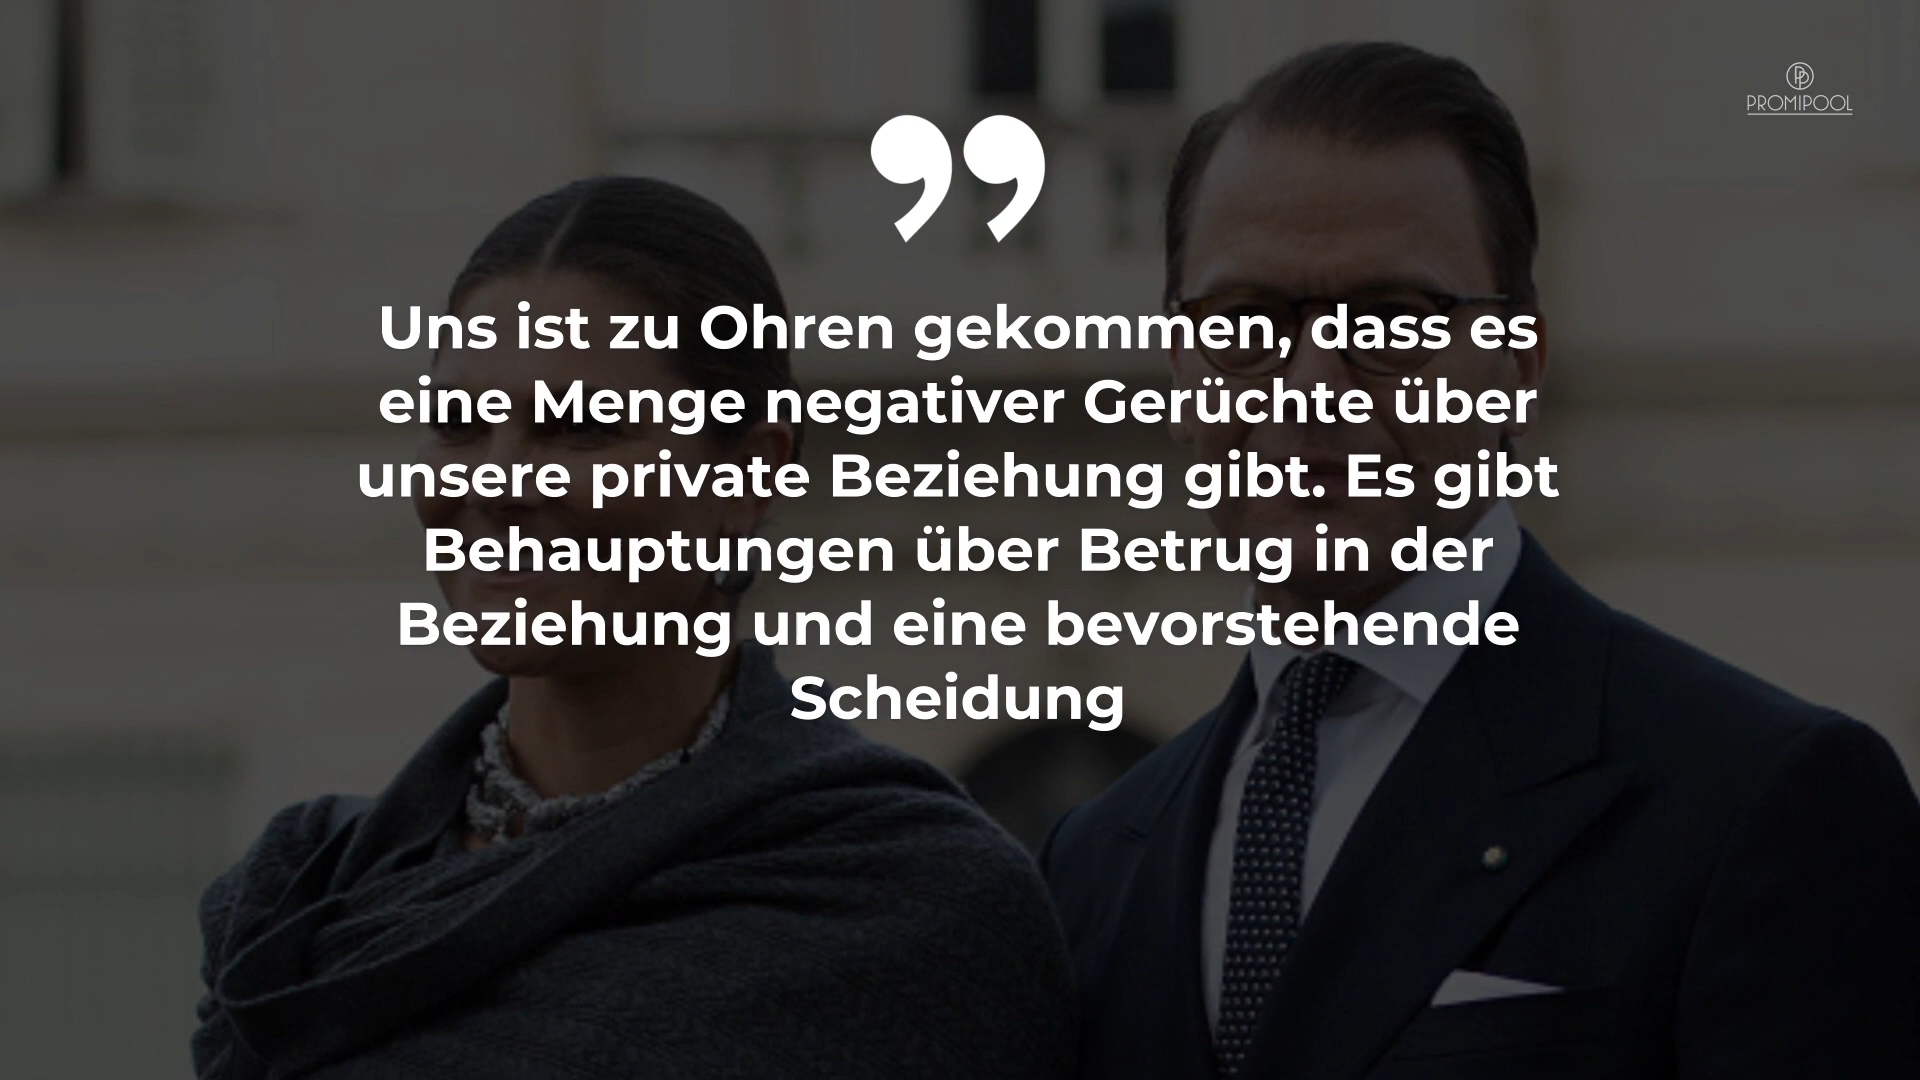 PROMIPOOL
Uns ist zu Ohren gekommen, dass es
eine Menge negativer Gerüchte über
unsere private Beziehung gibt. Es gibt
Behauptungen über Betrug in der
Beziehung und eine bevorstehende
Scheidung